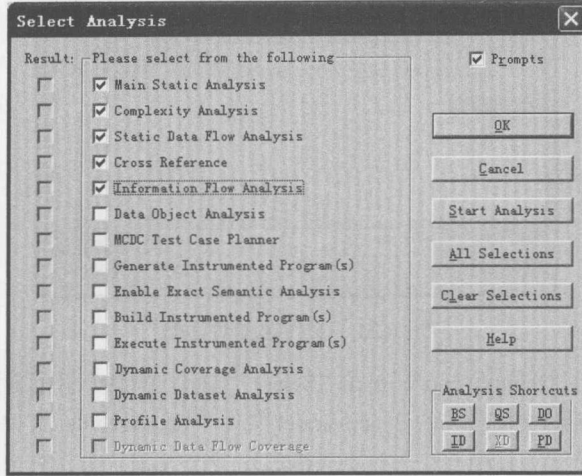 Select Analysis
Result: Please select from the following
Main Static Analysis
Complexity Analysis
Static Data Flow Analysis
Cross Reference
Information Flow Analysis
Data Object Analysis
MCDC Test Case Planner
Generate Instrumented Program(s)
Enable Exact Semantic Analysis
Build Instrumented Program(s)
Execute Instrumented Program(s)
Dynamic Coverage Analysis
Dynamic Dataset Analysis
Profile Analysis
Dynamic Data Flow Coverage
Prompts
OK
Cancel
Start Analysis
All Selections
Clear Selections
Help
Analysis Shortcuts
BS QS DO
ID XD PD